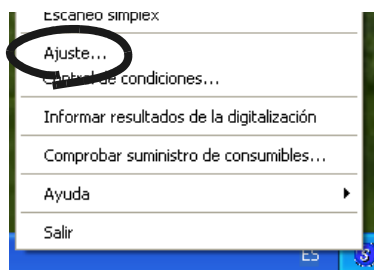 Escaneo simplex
Ajuste...
Control de condiciones...
Informar resultados de la digitalización
Comprobar suministro de consumibles...
Ayuda
Salir
ES
S